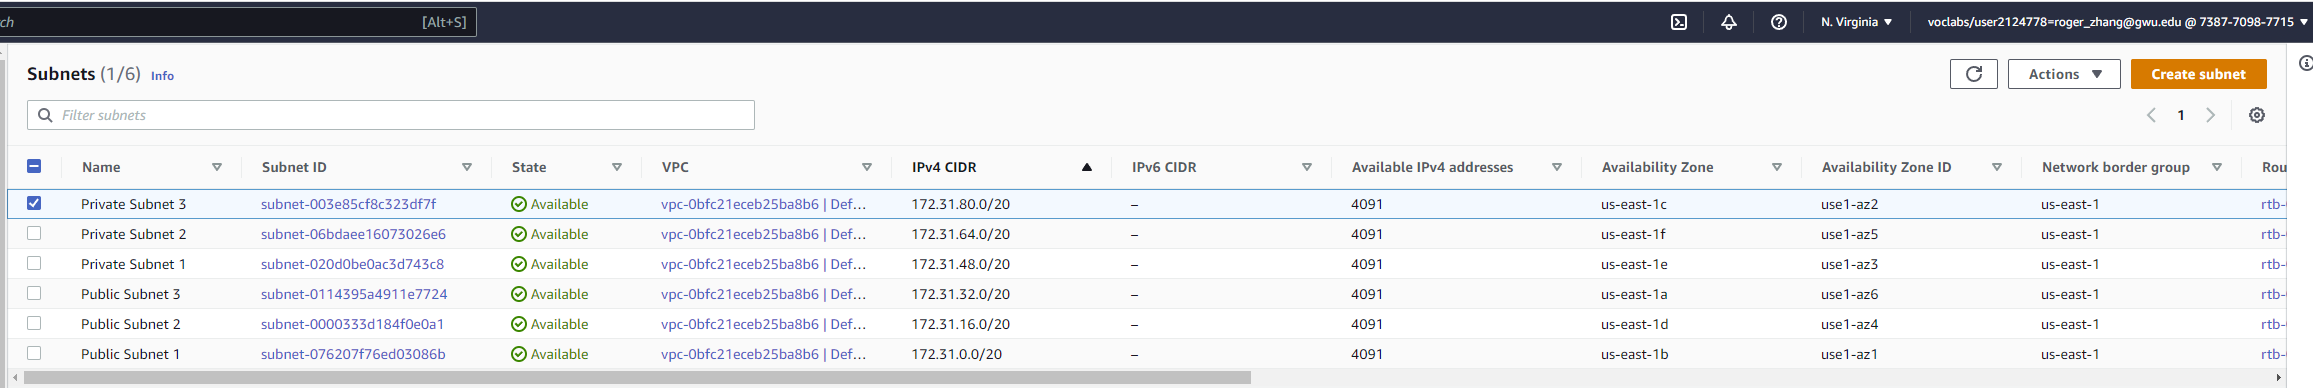 rch [Alt+S] N. Virginia voclabs/user2124778=roger_zhang@gwu.edu @ 7387-7098-7715
Subnets (1/6) Info Actions Create subnet
Filter subnets 1
Name Subnet ID State VPC IPv4 CIDR IPv6 CIDR Available IPv4 addresses Availability Zone Availability Zone ID Network border group Rou
Private Subnet 3 subnet-003e85cf8c323df7f Available vpc-0bfc21eceb25ba8b6 | Def... 172.31.80.0/20 – 4091 us-east-1c use1-az2 us-east-1 rtb-
Private Subnet 2 subnet-06bdaee16073026e6 Available vpc-0bfc21eceb25ba8b6 | Def... 172.31.64.0/20 – 4091 us-east-1f use1-az5 us-east-1 rtb-
Private Subnet 1 subnet-020d0be0ac3d743c8 Available vpc-0bfc21eceb25ba8b6 | Def... 172.31.48.0/20 – 4091 us-east-1e use1-az3 us-east-1 rtb-
Public Subnet 3 subnet-0114395a4911e7724 Available vpc-0bfc21eceb25ba8b6 | Def... 172.31.32.0/20 – 4091 us-east-1a use1-az6 us-east-1 rtb-
Public Subnet 2 subnet-0000333d184f0e0a1 Available vpc-0bfc21eceb25ba8b6 | Def... 172.31.16.0/20 – 4091 us-east-1d use1-az4 us-east-1 rtb-
Public Subnet 1 subnet-076207f76ed03086b Available vpc-0bfc21eceb25ba8b6 | Def... 172.31.0.0/20 – 4091 us-east-1b use1-az1 us-east-1 rtb-